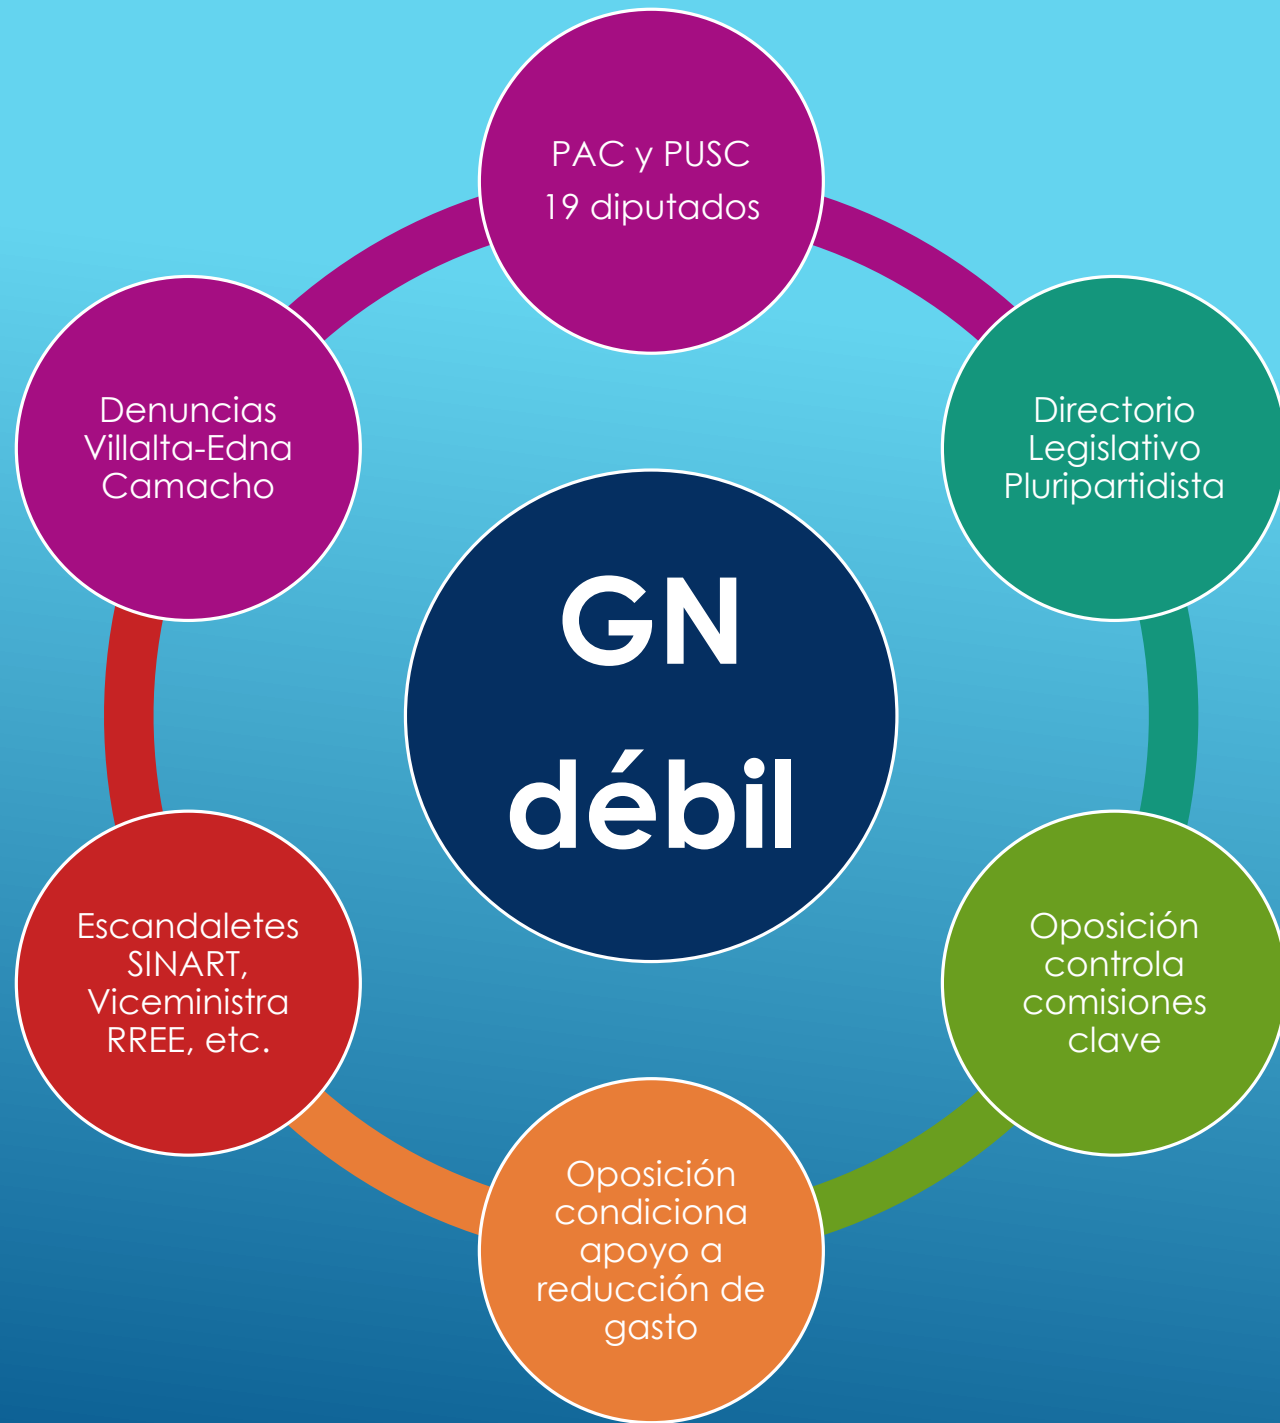 PAC y PUSC
19 diputados
Directorio
Legislativo
Pluripartidista
Oposición
controla
comisiones
clave
Oposición
condiciona
apoyo a
reducción de
gasto
Escandaletes
SINART,
Viceministra
RREE, etc.
Denuncias
Villalta-Edna
Camacho
GN
débil